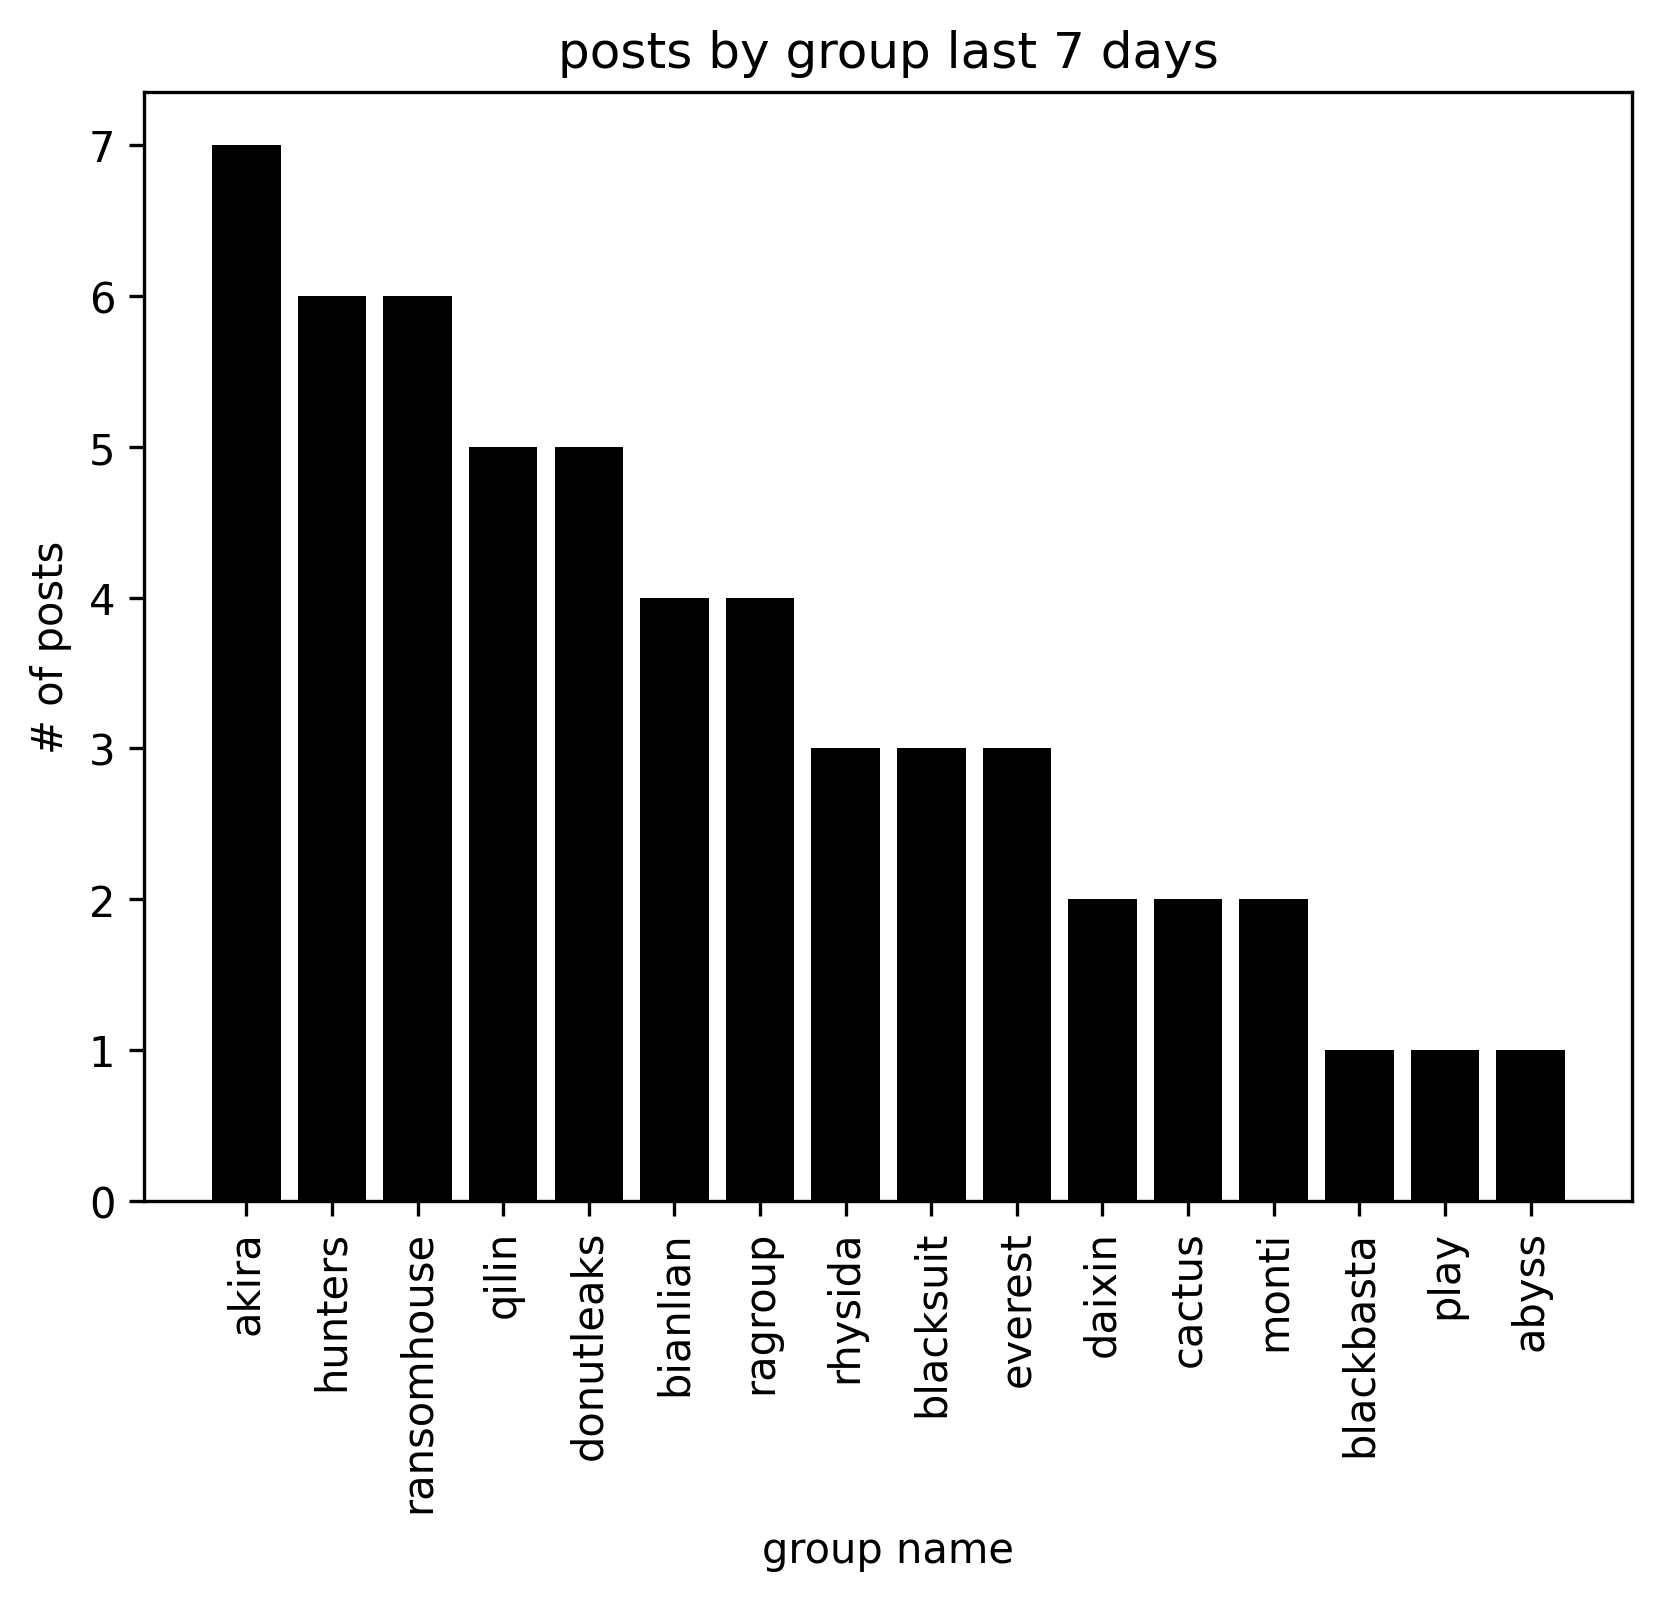 posts by group last 7 days
7
6
5
4
3
2
1
0
# of posts
akira
hunters
ransomhouse
qilin
donutleaks
bianlian
ragroup
rhysida
blacksuit
everest
daixin
cactus
monti
blackbasta
play
abyss
group name